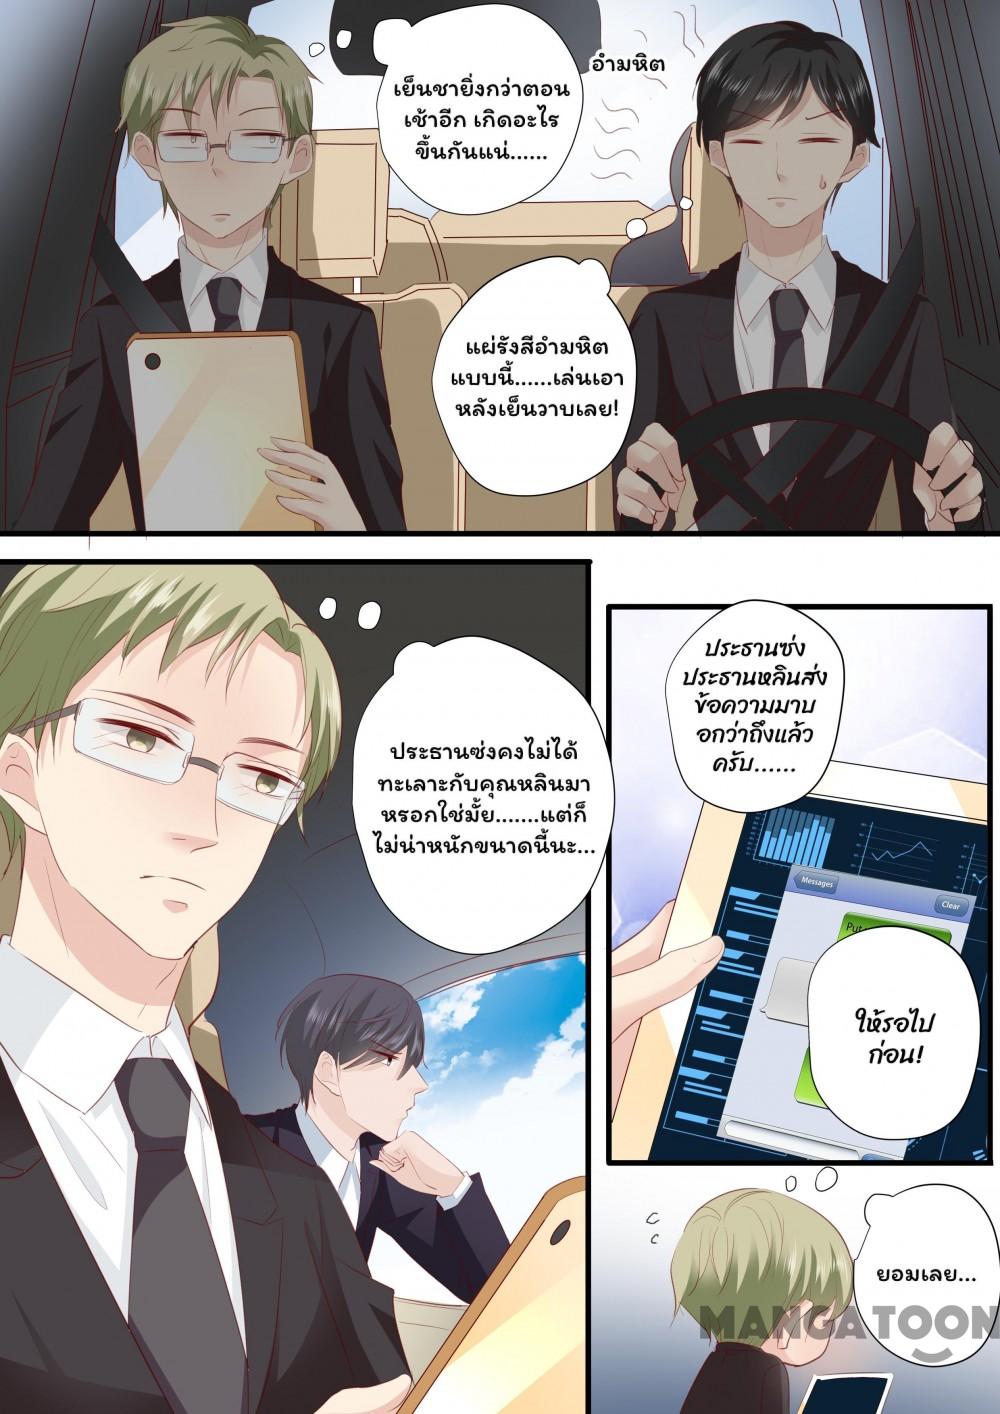 เย็นชายิ่งกว่าตอน
เช้าอีก เกิดอะไร
ขึ้นกันแน่......
อำมหิต
แผ่รังสีอำมหิต
แบบนี้......เล่นเอา
หลังเย็นวาบเลย!
ประธานซ่งคงไม่ได้
ทะเลาะกับคุณหลินมา
หรอกใช่มั้ย.......แต่ก็
ไม่น่าหนักขนาดนี้นะ...
ประธานซ่ง
ประธานหลินส่ง
ข้อความมาบ
อกว่าถึงแล้ว
ครับ......
Messages
Clear
Put
ให้รอไป
ก่อน!
ยอมเลย...
MANGATOON